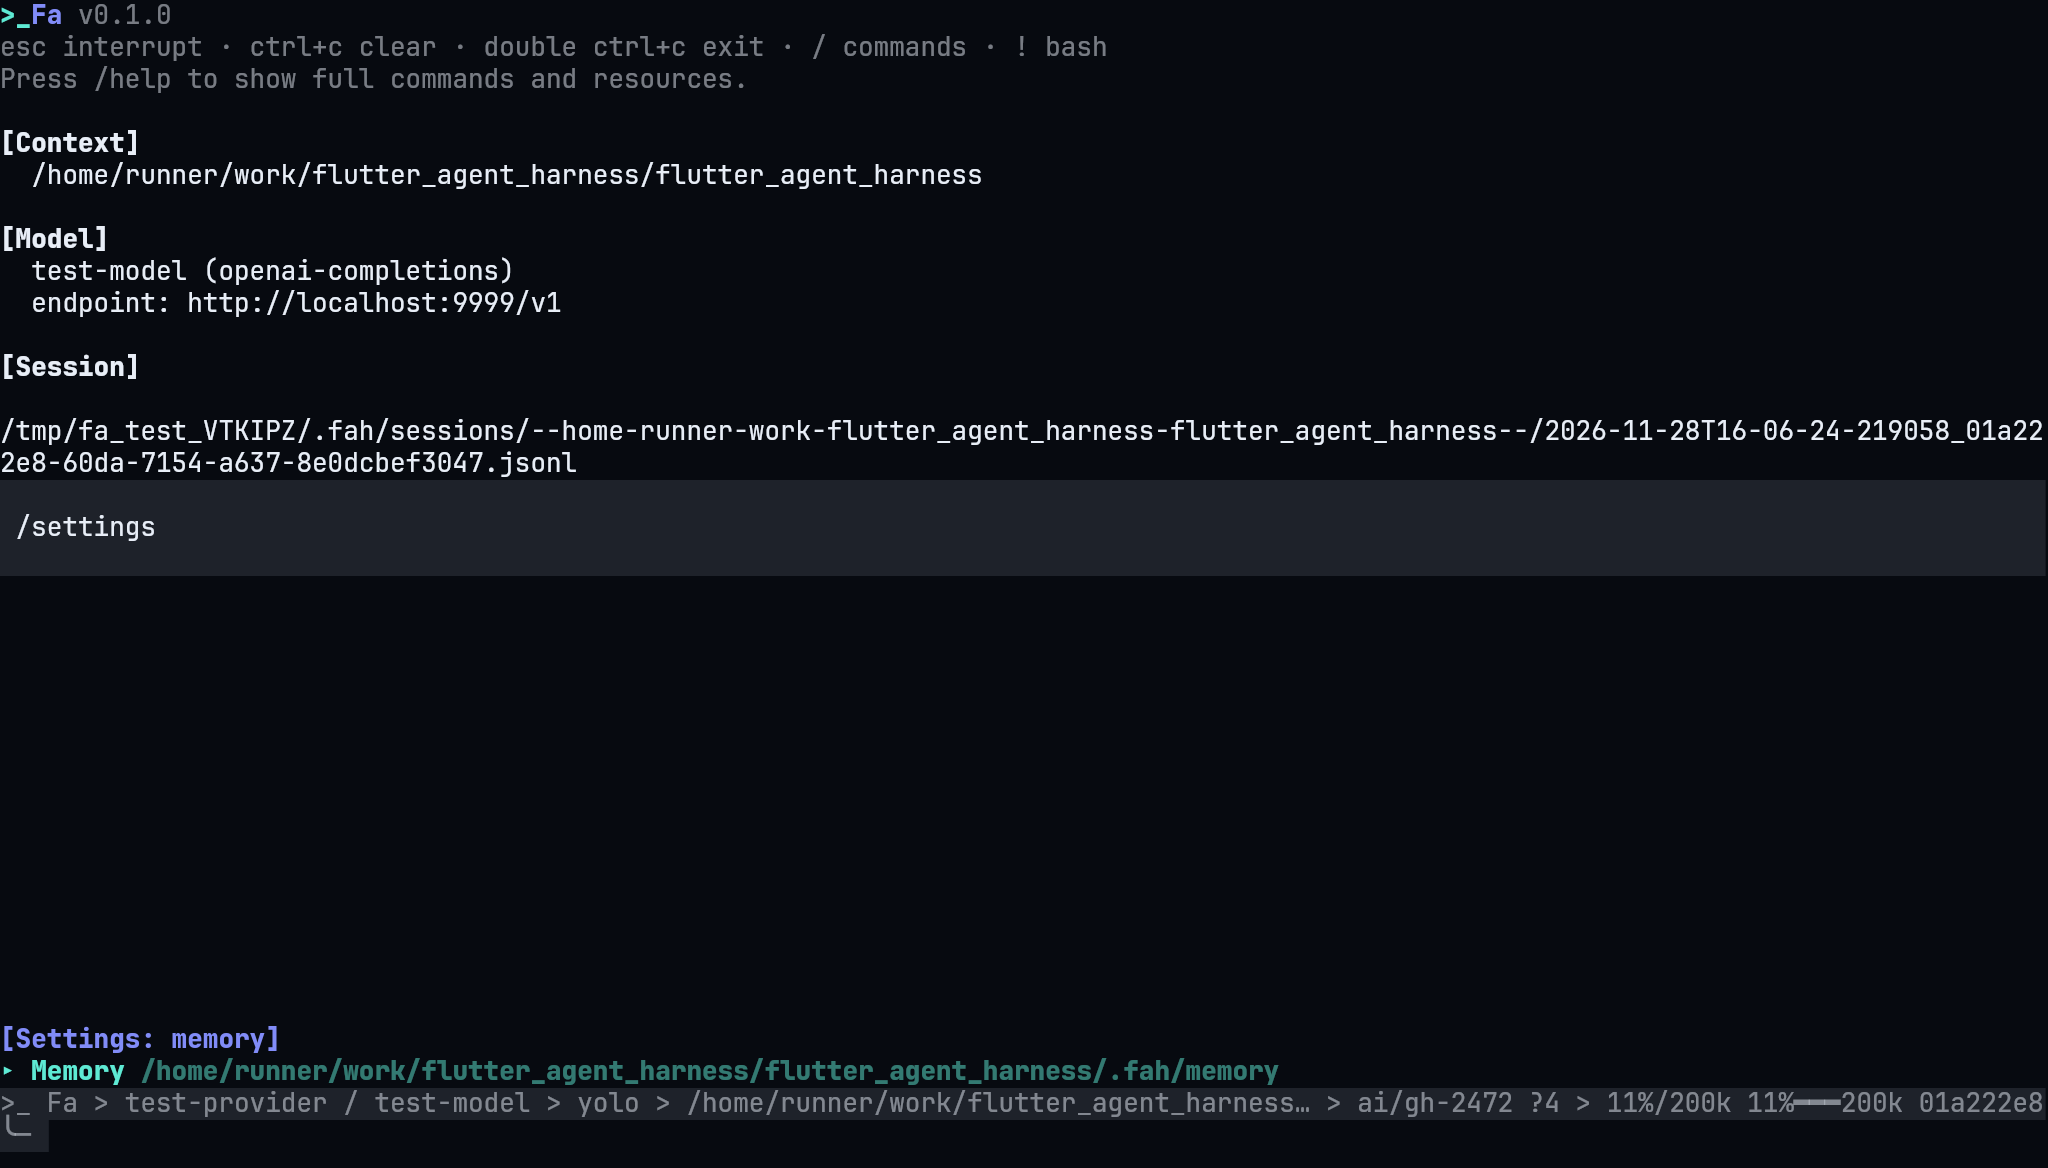 >_Fa v0.1.0
esc interrupt · ctrl+c clear · double ctrl+c exit · / commands · ! bash
Press /help to show full commands and resources.
[Context]
/home/runner/work/flutter_agent_harness/flutter_agent_harness
[Model]
test-model (openai-completions)
endpoint: http://localhost:9999/v1
[Session]
/tmp/fa_test_VTKIPZ/.fah/sessions/--home-runner-work-flutter_agent_harness-flutter_agent_harness--/2026-11-28T16-06-24-219058_01a22
2e8-60da-7154-a637-8e0dcbef3047.jsonl
/settings
[Settings: memory]
‣ Memory /home/runner/work/flutter_agent_harness/flutter_agent_harness/.fah/memory
>_ Fa > test-provider / test-model > yolo > /home/runner/work/flutter_agent_harness… > ai/gh-2472 ?4 > 11%/200k 11%━━━200k 01a222e8
╰─